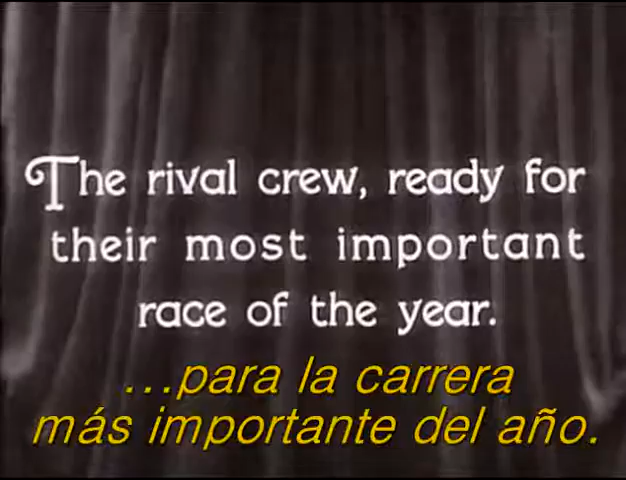 The rival crew, ready for
their most important
race of the year.
...para la carrera
más importante del año.